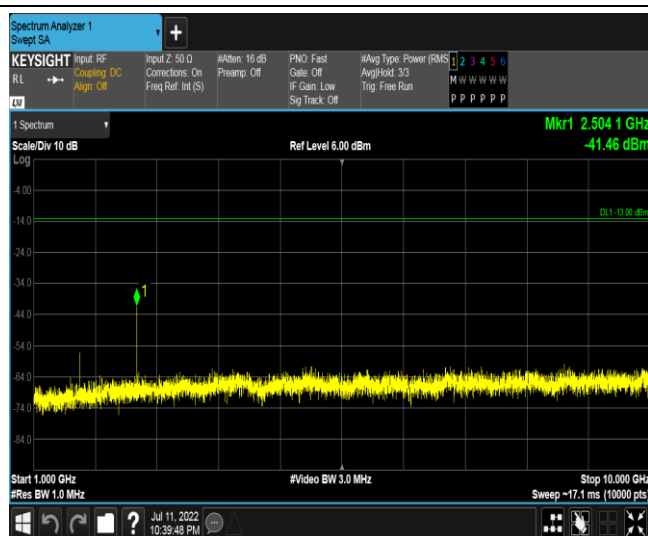 Spectrum Analyzer 1
Swept SA
+
KEYSIGHT Input: RF Input Z: 50 Ω #Atten: 16 dB PNO: Fast #Avg Type: Power (RMS 1 2 3 4 5 6
RL Coupling: DC Corrections: On Preamp: Off Gate: Off Avg|Hold: 3/3 M W W W W W
Align: Off Freq Ref: Int (S) IF Gain: Low Trig: Free Run
Sig Track: Off P P P P P P
LXI
1 Spectrum Mkr1 2.504 1 GHz
Scale/Div 10 dB Ref Level 6.00 dBm -41.46 dBm
Log
-4.00
DL1 -13.00 dBm
-14.0
-24.0
-34.0
1
-44.0
-54.0
-64.0
-74.0
-84.0
Start 1.000 GHz #Video BW 3.0 MHz Stop 10.000 GHz
#Res BW 1.0 MHz Sweep ~17.1 ms (10000 pts)
? Jul 11, 2022
10:39:48 PM